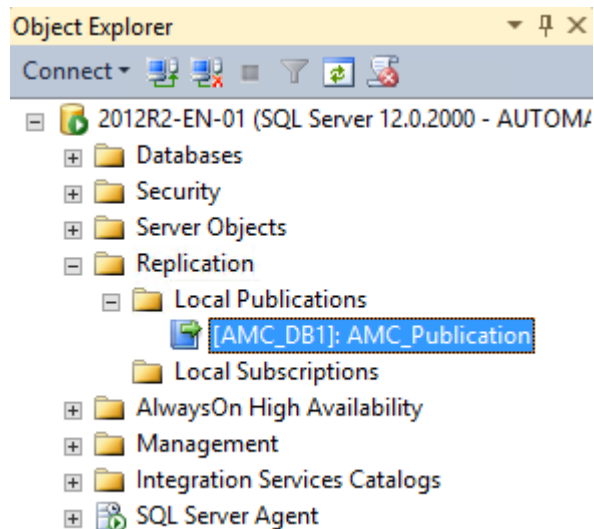 Object Explorer
Connect
2012R2-EN-01 (SQL Server 12.0.2000 - AUTOMA
Databases
Security
Server Objects
Replication
Local Publications
[AMC_DB1]: AMC_Publication
Local Subscriptions
AlwaysOn High Availability
Management
Integration Services Catalogs
SQL Server Agent